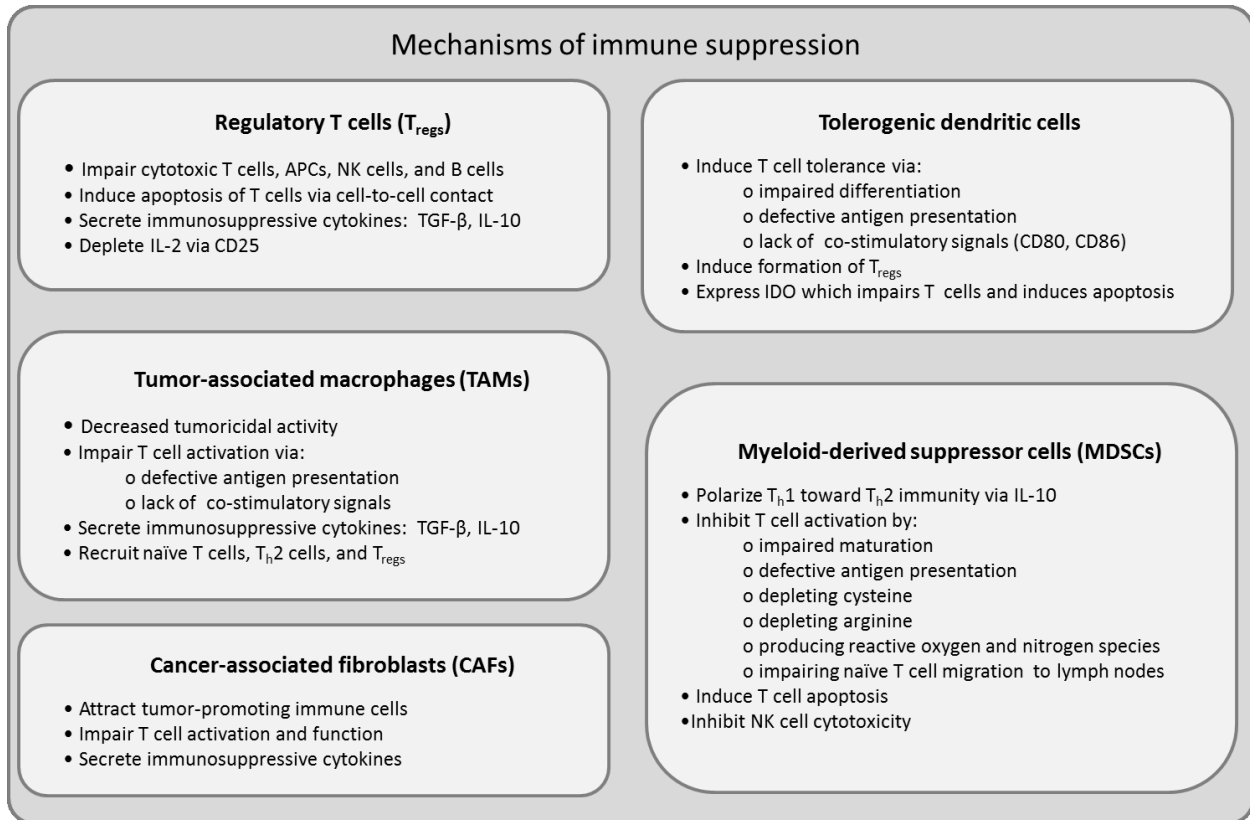 Mechanisms of immune suppression
Regulatory T cells (Tregs)
• Impair cytotoxic T cells, APCs, NK cells, and B cells
• Induce apoptosis of T cells via cell-to-cell contact
• Secrete immunosuppressive cytokines: TGF-β, IL-10
• Deplete IL-2 via CD25
Tolerogenic dendritic cells
• Induce T cell tolerance via:
o impaired differentiation
o defective antigen presentation
o lack of co-stimulatory signals (CD80, CD86)
• Induce formation of Tregs
• Express IDO which impairs T cells and induces apoptosis
Tumor-associated macrophages (TAMs)
• Decreased tumoricidal activity
• Impair T cell activation via:
o defective antigen presentation
o lack of co-stimulatory signals
• Secrete immunosuppressive cytokines: TGF-β, IL-10
• Recruit naïve T cells, Th2 cells, and Tregs
Myeloid-derived suppressor cells (MDSCs)
• Polarize Th1 toward Th2 immunity via IL-10
• Inhibit T cell activation by:
o impaired maturation
o defective antigen presentation
o depleting cysteine
o depleting arginine
o producing reactive oxygen and nitrogen species
o impairing naïve T cell migration to lymph nodes
• Induce T cell apoptosis
•Inhibit NK cell cytotoxicity
Cancer-associated fibroblasts (CAFs)
• Attract tumor-promoting immune cells
• Impair T cell activation and function
• Secrete immunosuppressive cytokines